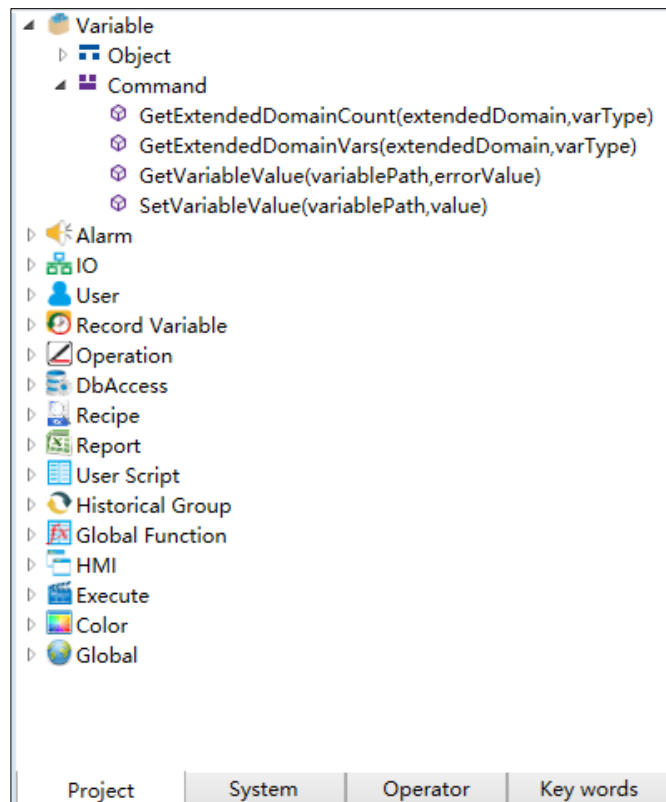 Variable
Object
Command
GetExtendedDomainCount(extendedDomain,varType)
GetExtendedDomainVars(extendedDomain,varType)
GetVariableValue(variablePath,errorValue)
SetVariableValue(variablePath,value)
Alarm
IO
User
Record Variable
Operation
DbAccess
Recipe
Report
User Script
Historical Group
Global Function
HMI
Execute
Color
Global
Project System Operator Key words